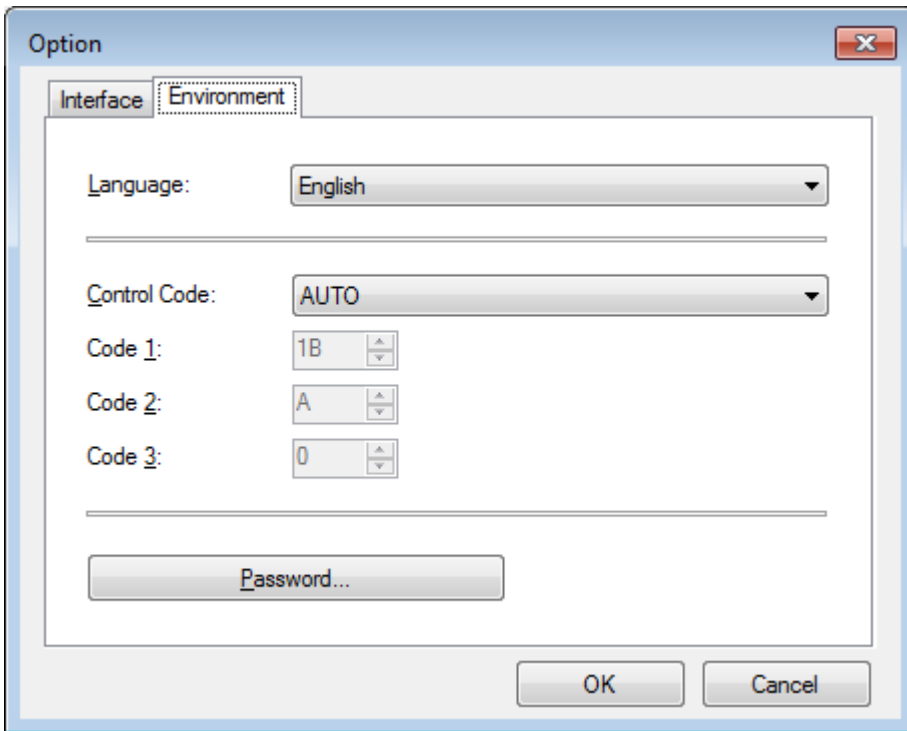 Option
Interface Environment
Language: English
Control Code: AUTO
Code 1: 1B
Code 2: A
Code 3: 0
Password...
OK Cancel